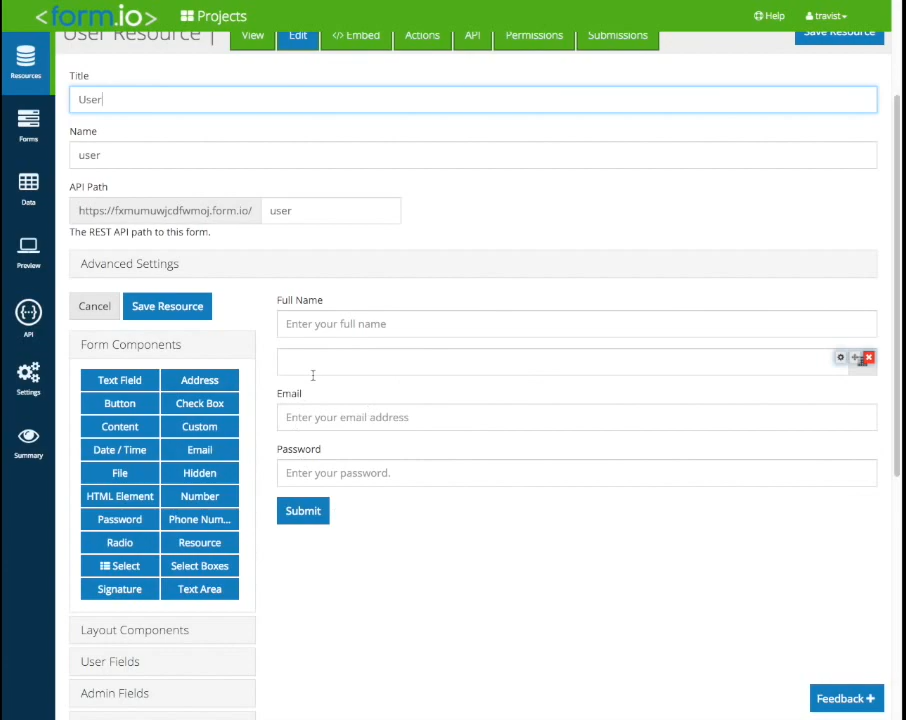 <form.io> Projects Help travist
User Resource | View Edit </> Embed Actions API Permissions Submissions Save Resource
Resources
Forms
Data
Preview
API
Settings
Summary
Title
User
Name
user
API Path
https://fxmumuwjcdfwmoj.form.io/ user
The REST API path to this form.
Advanced Settings
Cancel Save Resource
Form Components
Text Field Address
Button Check Box
Content Custom
Date / Time Email
File Hidden
HTML Element Number
Password Phone Num...
Radio Resource
Select Select Boxes
Signature Text Area
Layout Components
User Fields
Admin Fields
Full Name
Enter your full name
Email
Enter your email address
Password
Enter your password.
Submit
Feedback +